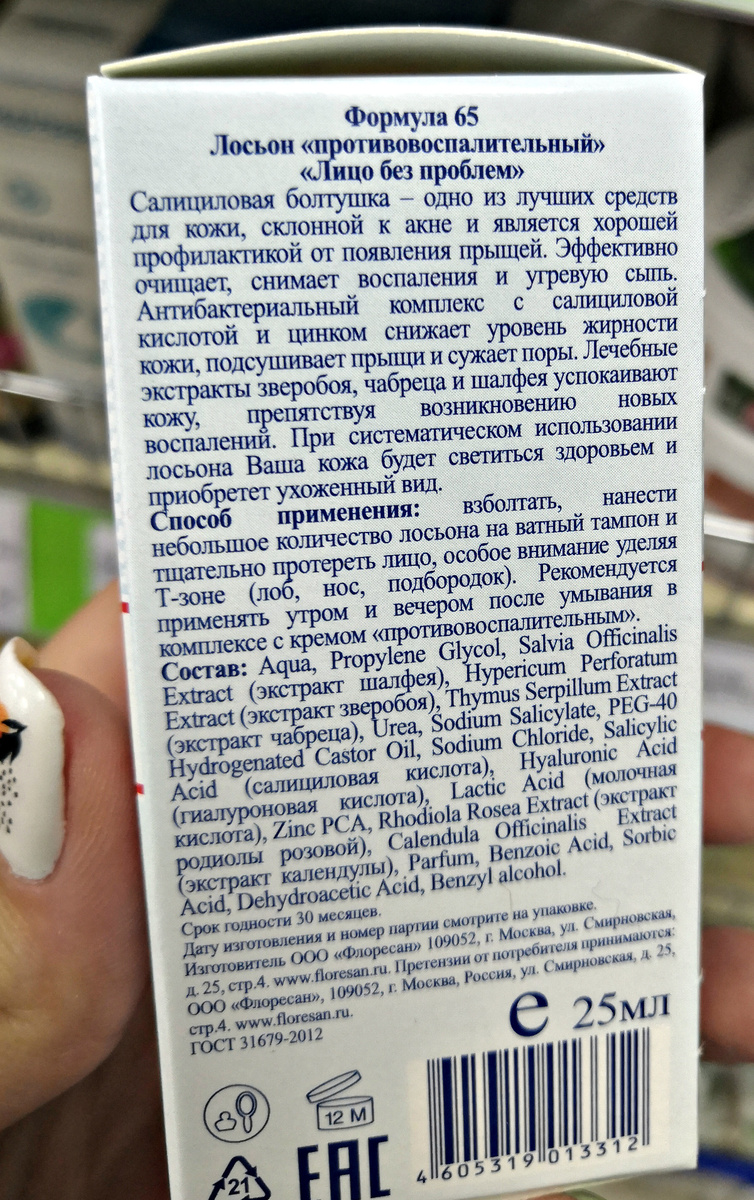 Формула 65
Лосьон «противовоспалительный»
«Лицо без проблем»
Салициловая болтушка – одно из лучших средств
для кожи, склонной к акне и является хорошей
профилактикой от появления прыщей. Эффективно
очищает, снимает воспаления и угревую сыпь.
Антибактериальный комплекс с салициловой
кислотой и цинком снижает уровень жирности
кожи, подсушивает прыщи и сужает поры. Лечебные
экстракты зверобоя, чабреца и шалфея успокаивают
кожу, препятствуя возникновению новых
воспалений. При систематическом использовании
лосьона Ваша кожа будет светиться здоровьем и
приобретет ухоженный вид.
Способ применения: взболтать, нанести
небольшое количество лосьона на ватный тампон и
тщательно протереть лицо, особое внимание уделяя
Т-зоне (лоб, нос, подбородок). Рекомендуется
применять утром и вечером после умывания в
комплексе с кремом «противовоспалительным».
Состав: Aqua, Propylene Glycol, Salvia Officinalis
Extract (экстракт шалфея), Hypericum Perforatum
Extract (экстракт зверобоя), Thymus Serpillum Extract
(экстракт чабреца), Urea, Sodium Salicylate, PEG-40
Hydrogenated Castor Oil, Sodium Chloride, Salicylic
Acid (салициловая кислота), Hyaluronic Acid
(гиалуроновая кислота), Lactic Acid (молочная
кислота), Zinc PCA, Rhodiola Rosea Extract (экстракт
родиолы розовой), Calendula Officinalis Extract
(экстракт календулы), Parfum, Benzoic Acid, Sorbic
Acid, Dehydroacetic Acid, Benzyl alcohol.
Срок годности 30 месяцев.
Дату изготовления и номер партии смотрите на упаковке.
Изготовитель ООО «Флоресан» 109052, г. Москва, ул. Смирновская,
д. 25, стр.4. www.floresan.ru. Претензии от потребителя принимаются:
ООО «Флоресан», 109052, г. Москва, Россия, ул. Смирновская, д. 25,
стр.4. www.floresan.ru.
ГОСТ 31679-2012
e 25мл
12 М
21
EAC
4 605319 013312